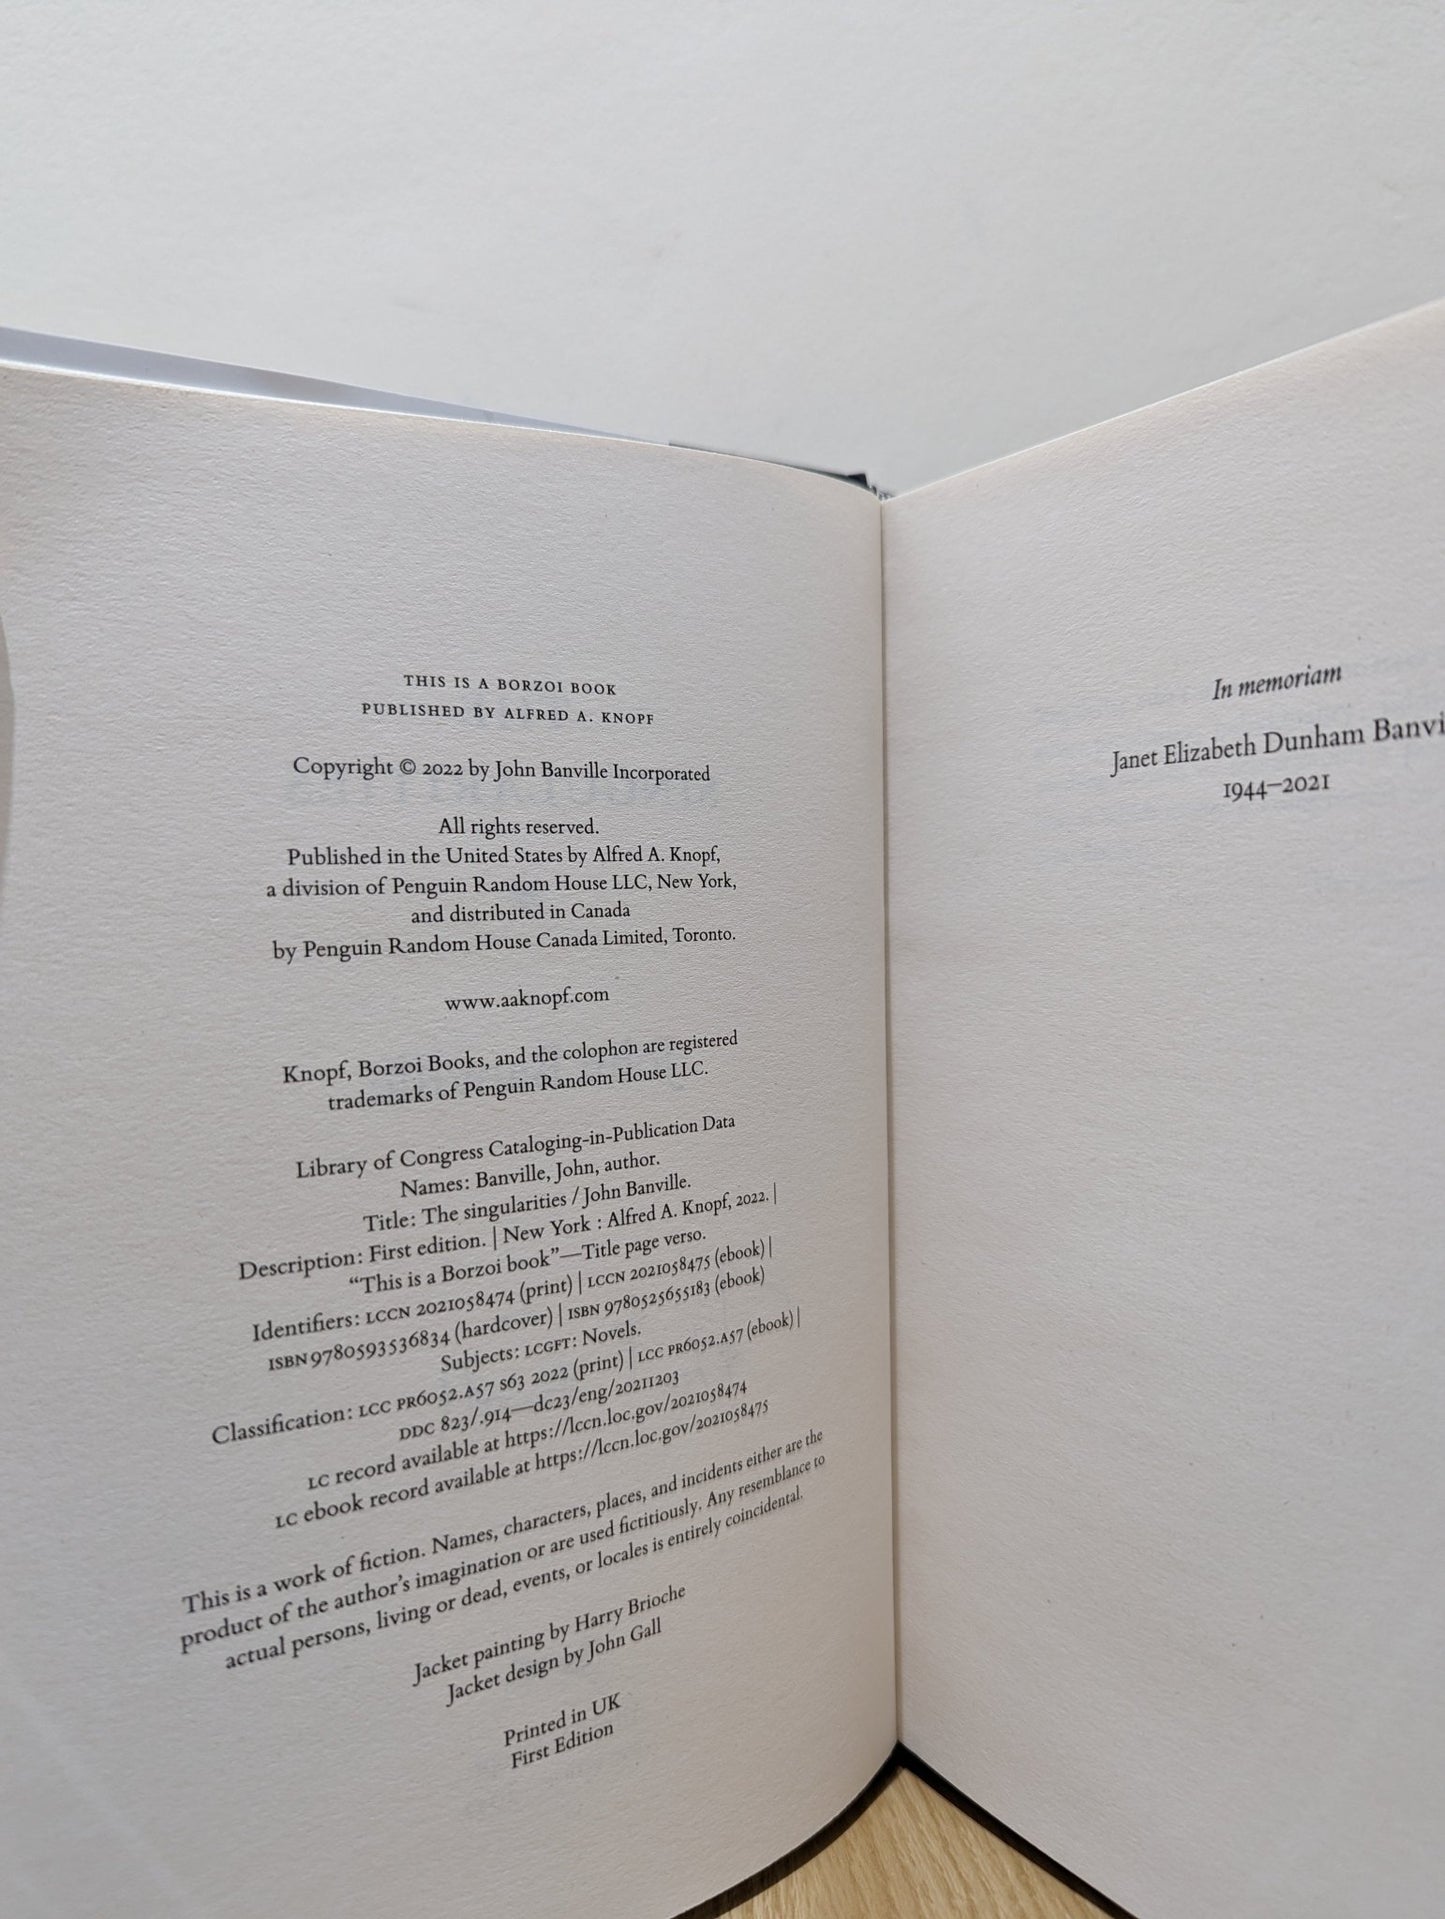 THIS IS A BORZOI BOOK
PUBLISHED BY ALFRED A. KNOPF
Copyright © 2022 by John Banville Incorporated
All rights reserved.
Published in the United States by Alfred A. Knopf,
a division of Penguin Random House LLC, New York,
and distributed in Canada
by Penguin Random House Canada Limited, Toronto.
www.aaknopf.com
Knopf, Borzoi Books, and the colophon are registered
trademarks of Penguin Random House LLC.
Library of Congress Cataloging-in-Publication Data
Names: Banville, John, author.
Title: The singularities / John Banville.
Description: First edition. | New York : Alfred A. Knopf, 2022. |
“This is a Borzoi book”—Title page verso.
Identifiers: LCCN 2021058474 (print) | LCCN 2021058475 (ebook) |
ISBN 9780593536834 (hardcover) | ISBN 9780525655183 (ebook)
Subjects: LCGFT: Novels.
Classification: LCC PR6052.A57 S63 2022 (print) | LCC PR6052.A57 (ebook) |
DDC 823/.914—dc23/eng/20211203
LC record available at https://lccn.loc.gov/2021058474
LC ebook record available at https://lccn.loc.gov/2021058475
This is a work of fiction. Names, characters, places, and incidents either are the
product of the author’s imagination or are used fictitiously. Any resemblance to
actual persons, living or dead, events, or locales is entirely coincidental.
Jacket painting by Harry Brioche
Jacket design by John Gall
Printed in UK
First Edition
In memoriam
Janet Elizabeth Dunham Banvi
1944–2021